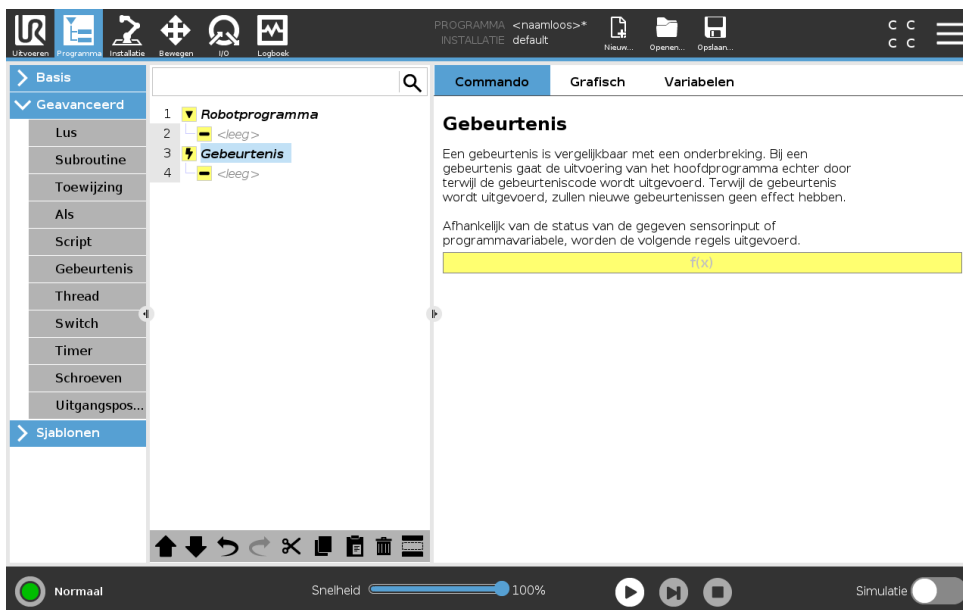 UR
Uitvoeren
Programma
Installatie
Bewegen
I/O
Logboek
PROGRAMMA <naamloos>*
INSTALLATIE default
Nieuw...
Openen...
Opslaan...
C C
C C
Basis
Geavanceerd
Lus
Subroutine
Toewijzing
Als
Script
Gebeurtenis
Thread
Switch
Timer
Schroeven
Uitgangspos...
Sjablonen
1 Robotprogramma
2 <leeg>
3 Gebeurtenis
4 <leeg>
Commando Grafisch Variabelen
Gebeurtenis
Een gebeurtenis is vergelijkbaar met een onderbreking. Bij een
gebeurtenis gaat de uitvoering van het hoofdprogramma echter door
terwijl de gebeurteniscode wordt uitgevoerd. Terwijl de gebeurtenis
wordt uitgevoerd, zullen nieuwe gebeurtenissen geen effect hebben.
Afhankelijk van de status van de gegeven sensorinput of
programmavariabele, worden de volgende regels uitgevoerd.
f(x)
Normaal
Snelheid 100%
Simulatie